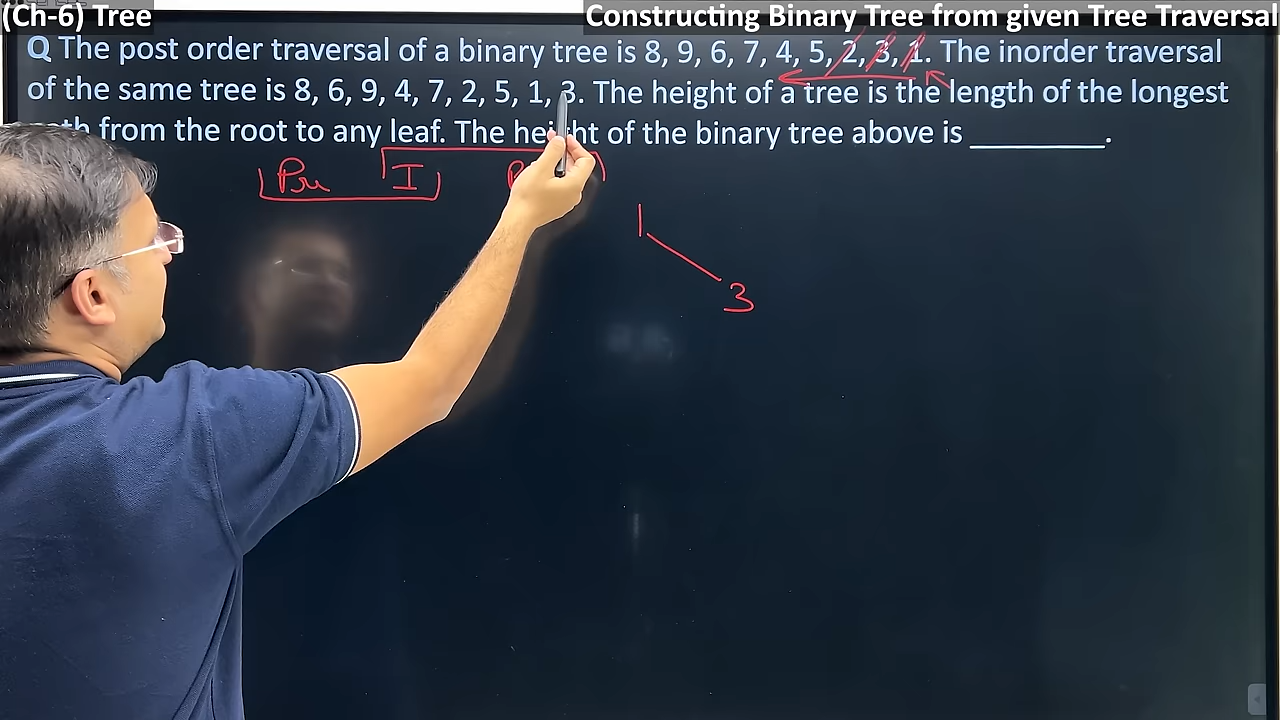 (Ch-6) Tree
Constructing Binary Tree from given Tree Traversal
Q The post order traversal of a binary tree is 8, 9, 6, 7, 4, 5, 2, 3, 1. The inorder traversal
of the same tree is 8, 6, 9, 4, 7, 2, 5, 1, 3. The height of a tree is the length of the longest
from the root to any leaf. The height of the binary tree above is ________.
Pre I
1
3